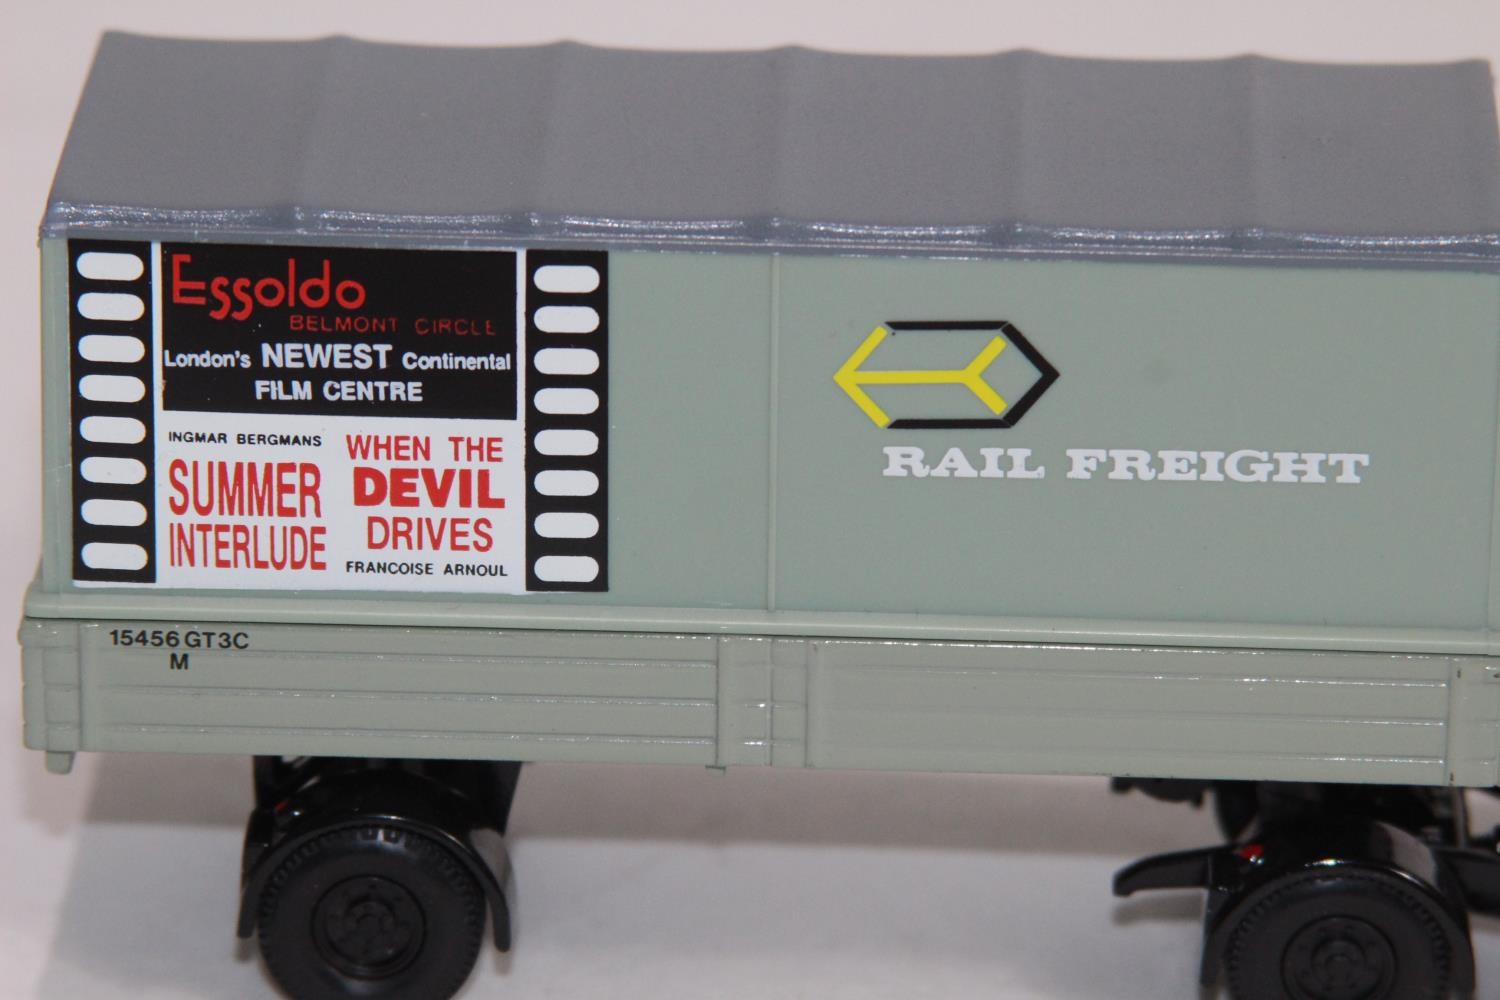 Essoldo
BELMONT CIRCLE
London's NEWEST Continental
FILM CENTRE
INGMAR BERGMANS
SUMMER
INTERLUDE
WHEN THE
DEVIL
DRIVES
FRANCOISE ARNOUL
RAIL FREIGHT
15456 GT3C
M